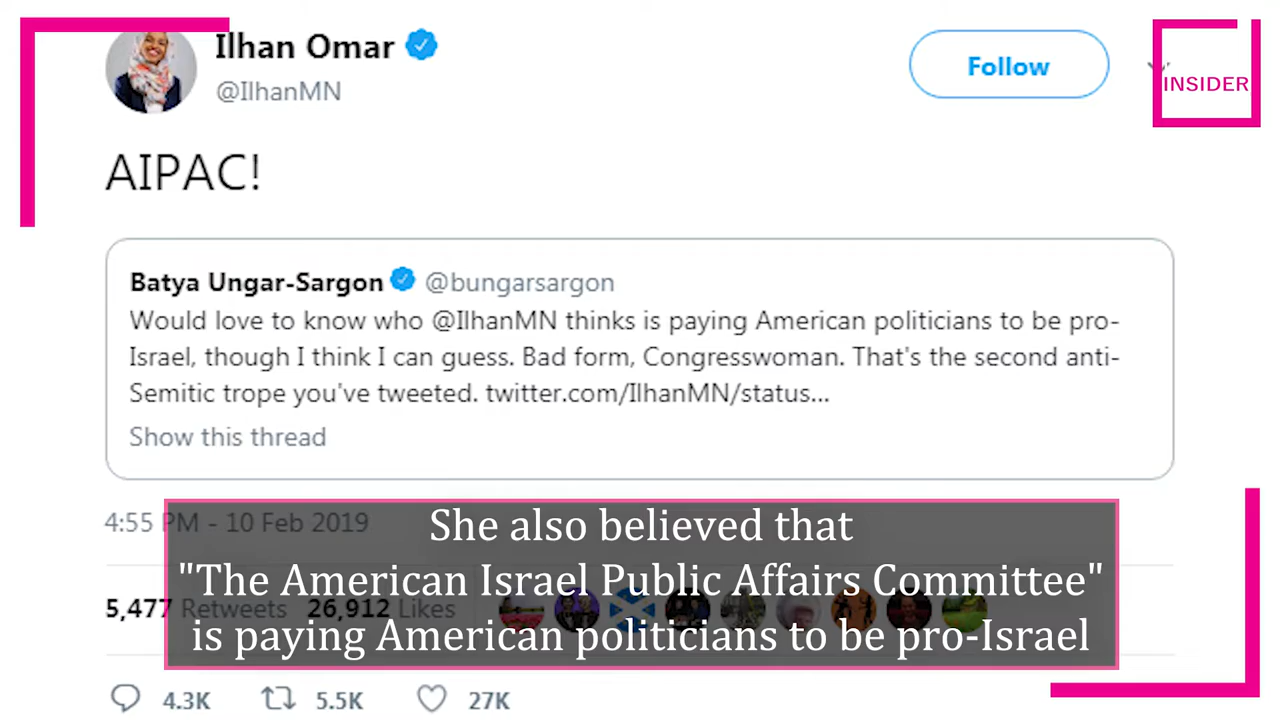 Ilhan Omar
@IlhanMN
Follow
INSIDER
AIPAC!
Batya Ungar-Sargon @bungarsargon
Would love to know who @IlhanMN thinks is paying American politicians to be pro-
Israel, though I think I can guess. Bad form, Congresswoman. That's the second anti-
Semitic trope you've tweeted. twitter.com/IlhanMN/status...
Show this thread
4:55 PM - 10 Feb 2019
She also believed that
"The American Israel Public Affairs Committee"
is paying American politicians to be pro-Israel
5,477 Retweets 26,912 Likes
4.3K 5.5K 27K